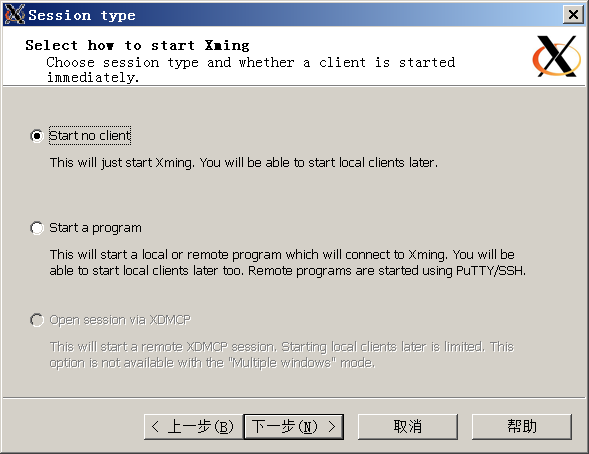 Session type
Select how to start Xming
Choose session type and whether a client is started
immediately.
Start no client
This will just start Xming. You will be able to start local clients later.
Start a program
This will start a local or remote program which will connect to Xming. You will be
able to start local clients later too. Remote programs are started using PuTTY/SSH.
Open session via XDMCP
This will start a remote XDMCP session. Starting local clients later is limited. This
option is not available with the "Multiple windows" mode.
< 上一步(B) 下一步(N) > 取消 帮助